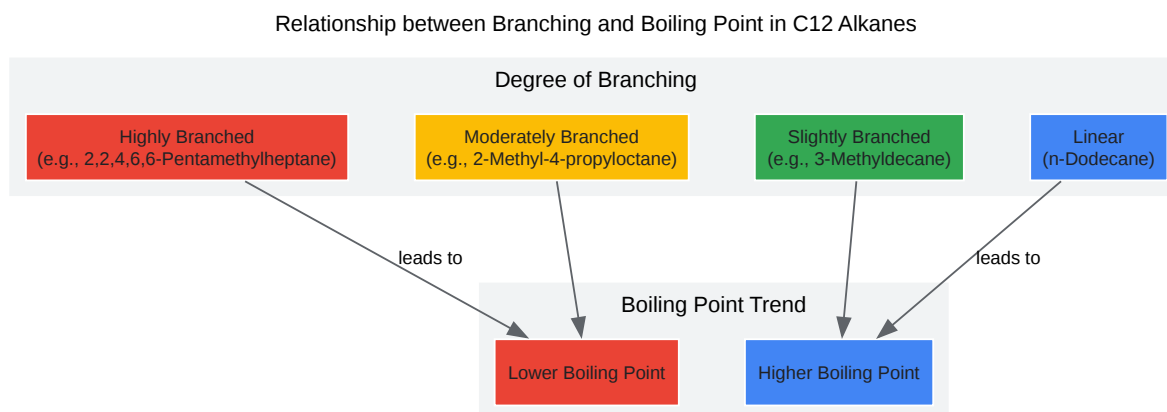 Relationship between Branching and Boiling Point in C12 Alkanes
Degree of Branching
Highly Branched
(e.g., 2,2,4,6,6-Pentamethylheptane)
Moderately Branched
(e.g., 2-Methyl-4-propyloctane)
Slightly Branched
(e.g., 3-Methyldecane)
Linear
(n-Dodecane)
leads to
leads to
Boiling Point Trend
Lower Boiling Point
Higher Boiling Point